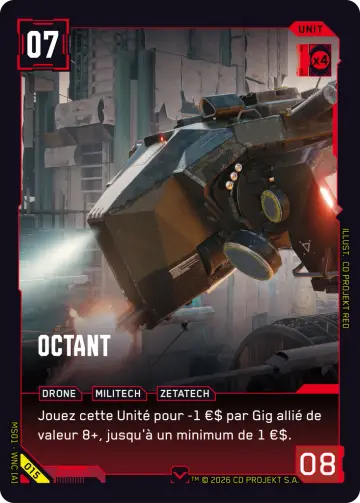 07
UNIT
x4
ILLUST. CD PROJEKT RED
OCTANT
DRONE MILITECH ZETATECH
Jouez cette Unité pour -1 €$ par Gig allié de
valeur 8+, jusqu'à un minimum de 1 €$.
MS01 - WNC [A]
015
08
™ © 2026 CD PROJEKT S.A.